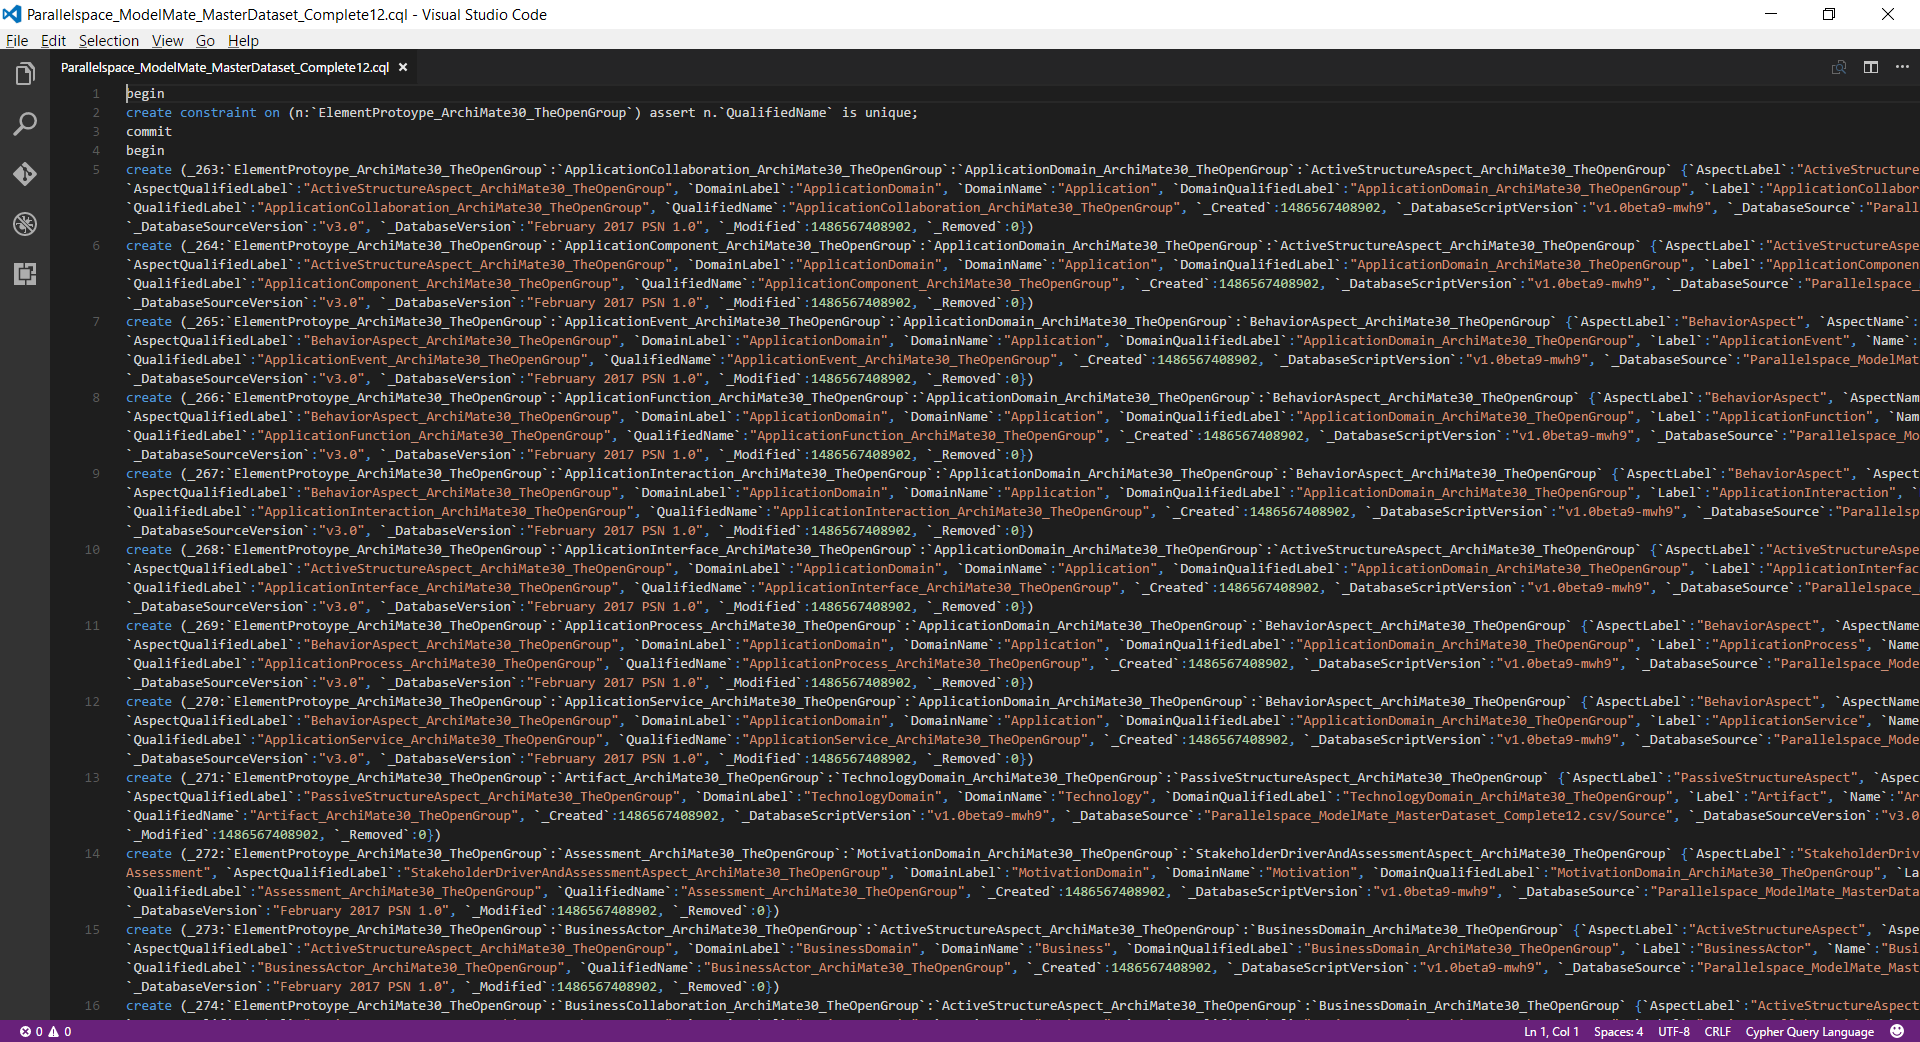 Parallelspace_ModelMate_MasterDataset_Complete12.cql - Visual Studio Code
File Edit Selection View Go Help
Parallelspace_ModelMate_MasterDataset_Complete12.cql ×
1 begin
2 create constraint on (n:`ElementProtoype_ArchiMate30_TheOpenGroup`) assert n.`QualifiedName` is unique;
3 commit
4 begin
5 create (_263:`ElementProtoype_ArchiMate30_TheOpenGroup`:`ApplicationCollaboration_ArchiMate30_TheOpenGroup`:`ApplicationDomain_ArchiMate30_TheOpenGroup`:`ActiveStructureAspect_ArchiMate30_TheOpenGroup` {`AspectLabel`:"ActiveStructure
`AspectQualifiedLabel`:"ActiveStructureAspect_ArchiMate30_TheOpenGroup", `DomainLabel`:"ApplicationDomain", `DomainName`:"Application", `DomainQualifiedLabel`:"ApplicationDomain_ArchiMate30_TheOpenGroup", `Label`:"ApplicationCollabor
`QualifiedLabel`:"ApplicationCollaboration_ArchiMate30_TheOpenGroup", `QualifiedName`:"ApplicationCollaboration_ArchiMate30_TheOpenGroup", `_Created`:1486567408902, `_DatabaseScriptVersion`:"v1.0beta9-mwh9", `_DatabaseSource`:"Parall
`_DatabaseSourceVersion`:"v3.0", `_DatabaseVersion`:"February 2017 PSN 1.0", `_Modified`:1486567408902, `_Removed`:0})
6 create (_264:`ElementProtoype_ArchiMate30_TheOpenGroup`:`ApplicationComponent_ArchiMate30_TheOpenGroup`:`ApplicationDomain_ArchiMate30_TheOpenGroup`:`ActiveStructureAspect_ArchiMate30_TheOpenGroup` {`AspectLabel`:"ActiveStructureAspe
`AspectQualifiedLabel`:"ActiveStructureAspect_ArchiMate30_TheOpenGroup", `DomainLabel`:"ApplicationDomain", `DomainName`:"Application", `DomainQualifiedLabel`:"ApplicationDomain_ArchiMate30_TheOpenGroup", `Label`:"ApplicationComponen
`QualifiedLabel`:"ApplicationComponent_ArchiMate30_TheOpenGroup", `QualifiedName`:"ApplicationComponent_ArchiMate30_TheOpenGroup", `_Created`:1486567408902, `_DatabaseScriptVersion`:"v1.0beta9-mwh9", `_DatabaseSource`:"Parallelspace_
`_DatabaseSourceVersion`:"v3.0", `_DatabaseVersion`:"February 2017 PSN 1.0", `_Modified`:1486567408902, `_Removed`:0})
7 create (_265:`ElementProtoype_ArchiMate30_TheOpenGroup`:`ApplicationEvent_ArchiMate30_TheOpenGroup`:`ApplicationDomain_ArchiMate30_TheOpenGroup`:`BehaviorAspect_ArchiMate30_TheOpenGroup` {`AspectLabel`:"BehaviorAspect", `AspectName`:
`AspectQualifiedLabel`:"BehaviorAspect_ArchiMate30_TheOpenGroup", `DomainLabel`:"ApplicationDomain", `DomainName`:"Application", `DomainQualifiedLabel`:"ApplicationDomain_ArchiMate30_TheOpenGroup", `Label`:"ApplicationEvent", `Name`:
`QualifiedLabel`:"ApplicationEvent_ArchiMate30_TheOpenGroup", `QualifiedName`:"ApplicationEvent_ArchiMate30_TheOpenGroup", `_Created`:1486567408902, `_DatabaseScriptVersion`:"v1.0beta9-mwh9", `_DatabaseSource`:"Parallelspace_ModelMat
`_DatabaseSourceVersion`:"v3.0", `_DatabaseVersion`:"February 2017 PSN 1.0", `_Modified`:1486567408902, `_Removed`:0})
8 create (_266:`ElementProtoype_ArchiMate30_TheOpenGroup`:`ApplicationFunction_ArchiMate30_TheOpenGroup`:`ApplicationDomain_ArchiMate30_TheOpenGroup`:`BehaviorAspect_ArchiMate30_TheOpenGroup` {`AspectLabel`:"BehaviorAspect", `AspectNam
`AspectQualifiedLabel`:"BehaviorAspect_ArchiMate30_TheOpenGroup", `DomainLabel`:"ApplicationDomain", `DomainName`:"Application", `DomainQualifiedLabel`:"ApplicationDomain_ArchiMate30_TheOpenGroup", `Label`:"ApplicationFunction", `Nam
`QualifiedLabel`:"ApplicationFunction_ArchiMate30_TheOpenGroup", `QualifiedName`:"ApplicationFunction_ArchiMate30_TheOpenGroup", `_Created`:1486567408902, `_DatabaseScriptVersion`:"v1.0beta9-mwh9", `_DatabaseSource`:"Parallelspace_Mo
`_DatabaseSourceVersion`:"v3.0", `_DatabaseVersion`:"February 2017 PSN 1.0", `_Modified`:1486567408902, `_Removed`:0})
9 create (_267:`ElementProtoype_ArchiMate30_TheOpenGroup`:`ApplicationInteraction_ArchiMate30_TheOpenGroup`:`ApplicationDomain_ArchiMate30_TheOpenGroup`:`BehaviorAspect_ArchiMate30_TheOpenGroup` {`AspectLabel`:"BehaviorAspect", `Aspect
`AspectQualifiedLabel`:"BehaviorAspect_ArchiMate30_TheOpenGroup", `DomainLabel`:"ApplicationDomain", `DomainName`:"Application", `DomainQualifiedLabel`:"ApplicationDomain_ArchiMate30_TheOpenGroup", `Label`:"ApplicationInteraction", `
`QualifiedLabel`:"ApplicationInteraction_ArchiMate30_TheOpenGroup", `QualifiedName`:"ApplicationInteraction_ArchiMate30_TheOpenGroup", `_Created`:1486567408902, `_DatabaseScriptVersion`:"v1.0beta9-mwh9", `_DatabaseSource`:"Parallelsp
`_DatabaseSourceVersion`:"v3.0", `_DatabaseVersion`:"February 2017 PSN 1.0", `_Modified`:1486567408902, `_Removed`:0})
10 create (_268:`ElementProtoype_ArchiMate30_TheOpenGroup`:`ApplicationInterface_ArchiMate30_TheOpenGroup`:`ApplicationDomain_ArchiMate30_TheOpenGroup`:`ActiveStructureAspect_ArchiMate30_TheOpenGroup` {`AspectLabel`:"ActiveStructureAspe
`AspectQualifiedLabel`:"ActiveStructureAspect_ArchiMate30_TheOpenGroup", `DomainLabel`:"ApplicationDomain", `DomainName`:"Application", `DomainQualifiedLabel`:"ApplicationDomain_ArchiMate30_TheOpenGroup", `Label`:"ApplicationInterfac
`QualifiedLabel`:"ApplicationInterface_ArchiMate30_TheOpenGroup", `QualifiedName`:"ApplicationInterface_ArchiMate30_TheOpenGroup", `_Created`:1486567408902, `_DatabaseScriptVersion`:"v1.0beta9-mwh9", `_DatabaseSource`:"Parallelspace_
`_DatabaseSourceVersion`:"v3.0", `_DatabaseVersion`:"February 2017 PSN 1.0", `_Modified`:1486567408902, `_Removed`:0})
11 create (_269:`ElementProtoype_ArchiMate30_TheOpenGroup`:`ApplicationProcess_ArchiMate30_TheOpenGroup`:`ApplicationDomain_ArchiMate30_TheOpenGroup`:`BehaviorAspect_ArchiMate30_TheOpenGroup` {`AspectLabel`:"BehaviorAspect", `AspectName
`AspectQualifiedLabel`:"BehaviorAspect_ArchiMate30_TheOpenGroup", `DomainLabel`:"ApplicationDomain", `DomainName`:"Application", `DomainQualifiedLabel`:"ApplicationDomain_ArchiMate30_TheOpenGroup", `Label`:"ApplicationProcess", `Name
`QualifiedLabel`:"ApplicationProcess_ArchiMate30_TheOpenGroup", `QualifiedName`:"ApplicationProcess_ArchiMate30_TheOpenGroup", `_Created`:1486567408902, `_DatabaseScriptVersion`:"v1.0beta9-mwh9", `_DatabaseSource`:"Parallelspace_Mode
`_DatabaseSourceVersion`:"v3.0", `_DatabaseVersion`:"February 2017 PSN 1.0", `_Modified`:1486567408902, `_Removed`:0})
12 create (_270:`ElementProtoype_ArchiMate30_TheOpenGroup`:`ApplicationService_ArchiMate30_TheOpenGroup`:`ApplicationDomain_ArchiMate30_TheOpenGroup`:`BehaviorAspect_ArchiMate30_TheOpenGroup` {`AspectLabel`:"BehaviorAspect", `AspectName
`AspectQualifiedLabel`:"BehaviorAspect_ArchiMate30_TheOpenGroup", `DomainLabel`:"ApplicationDomain", `DomainName`:"Application", `DomainQualifiedLabel`:"ApplicationDomain_ArchiMate30_TheOpenGroup", `Label`:"ApplicationService", `Name
`QualifiedLabel`:"ApplicationService_ArchiMate30_TheOpenGroup", `QualifiedName`:"ApplicationService_ArchiMate30_TheOpenGroup", `_Created`:1486567408902, `_DatabaseScriptVersion`:"v1.0beta9-mwh9", `_DatabaseSource`:"Parallelspace_Mode
`_DatabaseSourceVersion`:"v3.0", `_DatabaseVersion`:"February 2017 PSN 1.0", `_Modified`:1486567408902, `_Removed`:0})
13 create (_271:`ElementProtoype_ArchiMate30_TheOpenGroup`:`Artifact_ArchiMate30_TheOpenGroup`:`TechnologyDomain_ArchiMate30_TheOpenGroup`:`PassiveStructureAspect_ArchiMate30_TheOpenGroup` {`AspectLabel`:"PassiveStructureAspect", `Aspec
`AspectQualifiedLabel`:"PassiveStructureAspect_ArchiMate30_TheOpenGroup", `DomainLabel`:"TechnologyDomain", `DomainName`:"Technology", `DomainQualifiedLabel`:"TechnologyDomain_ArchiMate30_TheOpenGroup", `Label`:"Artifact", `Name`:"Ar
`QualifiedName`:"Artifact_ArchiMate30_TheOpenGroup", `_Created`:1486567408902, `_DatabaseScriptVersion`:"v1.0beta9-mwh9", `_DatabaseSource`:"Parallelspace_ModelMate_MasterDataset_Complete12.csv/Source", `_DatabaseSourceVersion`:"v3.0
`_Modified`:1486567408902, `_Removed`:0})
14 create (_272:`ElementProtoype_ArchiMate30_TheOpenGroup`:`Assessment_ArchiMate30_TheOpenGroup`:`MotivationDomain_ArchiMate30_TheOpenGroup`:`StakeholderDriverAndAssessmentAspect_ArchiMate30_TheOpenGroup` {`AspectLabel`:"StakeholderDriv
Assessment", `AspectQualifiedLabel`:"StakeholderDriverAndAssessmentAspect_ArchiMate30_TheOpenGroup", `DomainLabel`:"MotivationDomain", `DomainName`:"Motivation", `DomainQualifiedLabel`:"MotivationDomain_ArchiMate30_TheOpenGroup", `La
`QualifiedLabel`:"Assessment_ArchiMate30_TheOpenGroup", `QualifiedName`:"Assessment_ArchiMate30_TheOpenGroup", `_Created`:1486567408902, `_DatabaseScriptVersion`:"v1.0beta9-mwh9", `_DatabaseSource`:"Parallelspace_ModelMate_MasterData
`_DatabaseVersion`:"February 2017 PSN 1.0", `_Modified`:1486567408902, `_Removed`:0})
15 create (_273:`ElementProtoype_ArchiMate30_TheOpenGroup`:`BusinessActor_ArchiMate30_TheOpenGroup`:`ActiveStructureAspect_ArchiMate30_TheOpenGroup`:`BusinessDomain_ArchiMate30_TheOpenGroup` {`AspectLabel`:"ActiveStructureAspect", `Aspe
`AspectQualifiedLabel`:"ActiveStructureAspect_ArchiMate30_TheOpenGroup", `DomainLabel`:"BusinessDomain", `DomainName`:"Business", `DomainQualifiedLabel`:"BusinessDomain_ArchiMate30_TheOpenGroup", `Label`:"BusinessActor", `Name`:"Busi
`QualifiedLabel`:"BusinessActor_ArchiMate30_TheOpenGroup", `QualifiedName`:"BusinessActor_ArchiMate30_TheOpenGroup", `_Created`:1486567408902, `_DatabaseScriptVersion`:"v1.0beta9-mwh9", `_DatabaseSource`:"Parallelspace_ModelMate_Mast
`_DatabaseVersion`:"February 2017 PSN 1.0", `_Modified`:1486567408902, `_Removed`:0})
16 create (_274:`ElementProtoype_ArchiMate30_TheOpenGroup`:`BusinessCollaboration_ArchiMate30_TheOpenGroup`:`ActiveStructureAspect_ArchiMate30_TheOpenGroup`:`BusinessDomain_ArchiMate30_TheOpenGroup` {`AspectLabel`:"ActiveStructureAspect
0 0 Ln 1, Col 1 Spaces: 4 UTF-8 CRLF Cypher Query Language